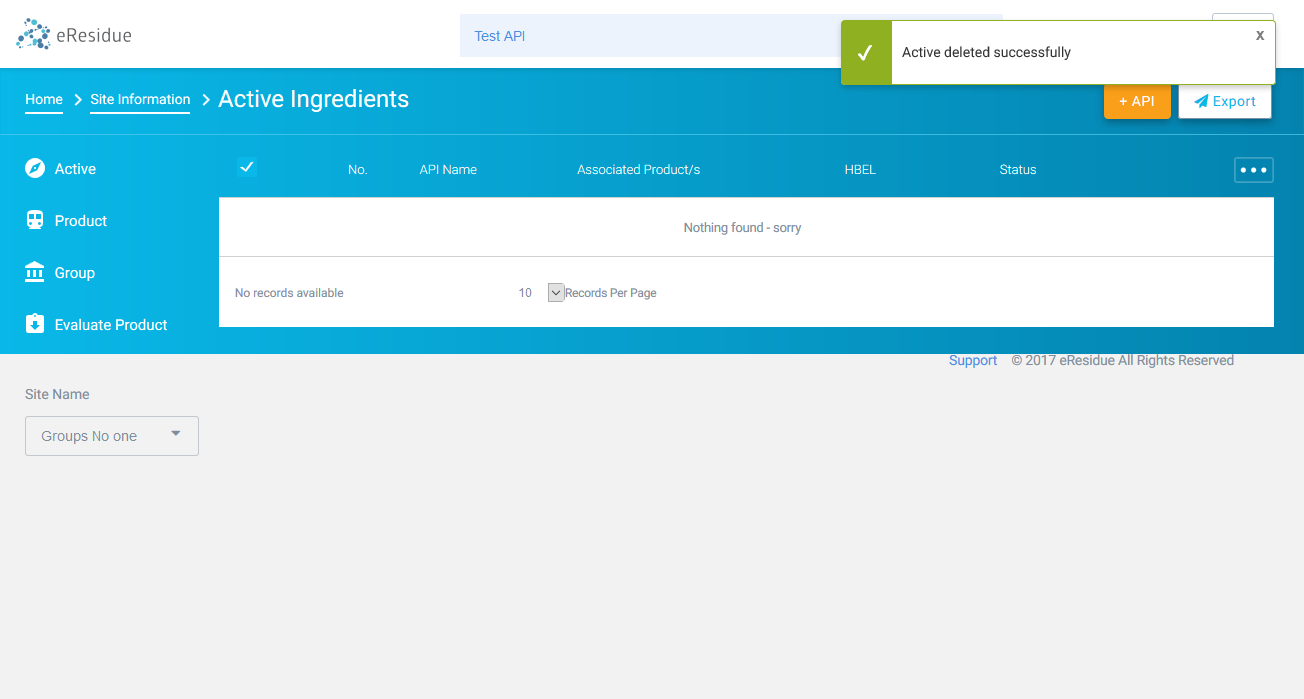 eResidue
Test API
Active deleted successfully
x
Home
Site Information
Active Ingredients
+ API
Export
Active
Product
Group
Evaluate Product
No.
API Name
Associated Product/s
HBEL
Status
Nothing found - sorry
No records available
10
Records Per Page
Support
© 2017 eResidue All Rights Reserved
Site Name
Groups No one